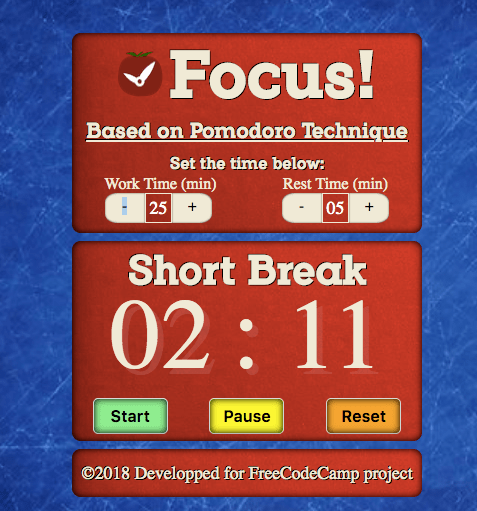 Focus!
Based on Pomodoro Technique
Set the time below:
Work Time (min) Rest Time (min)
- 25 + - 05 +
Short Break
02 : 11
Start Pause Reset
©2018 Developped for FreeCodeCamp project